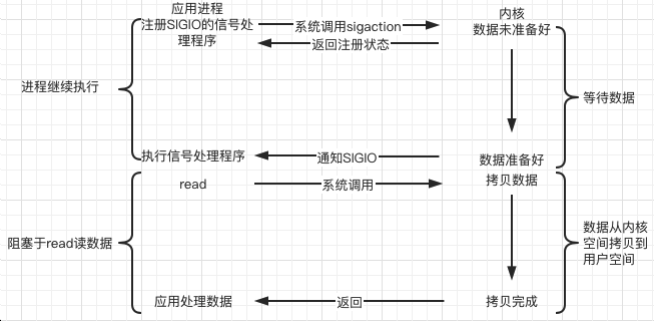 应用进程
注册SIGIO的信号处
理程序
系统调用sigaction
返回注册状态
内核
数据未准备好
进程继续执行
等待数据
执行信号处理程序
通知SIGIO
数据准备好
read
系统调用
拷贝数据
阻塞于read读数据
数据从内核
空间拷贝到
用户空间
应用处理数据
返回
拷贝完成